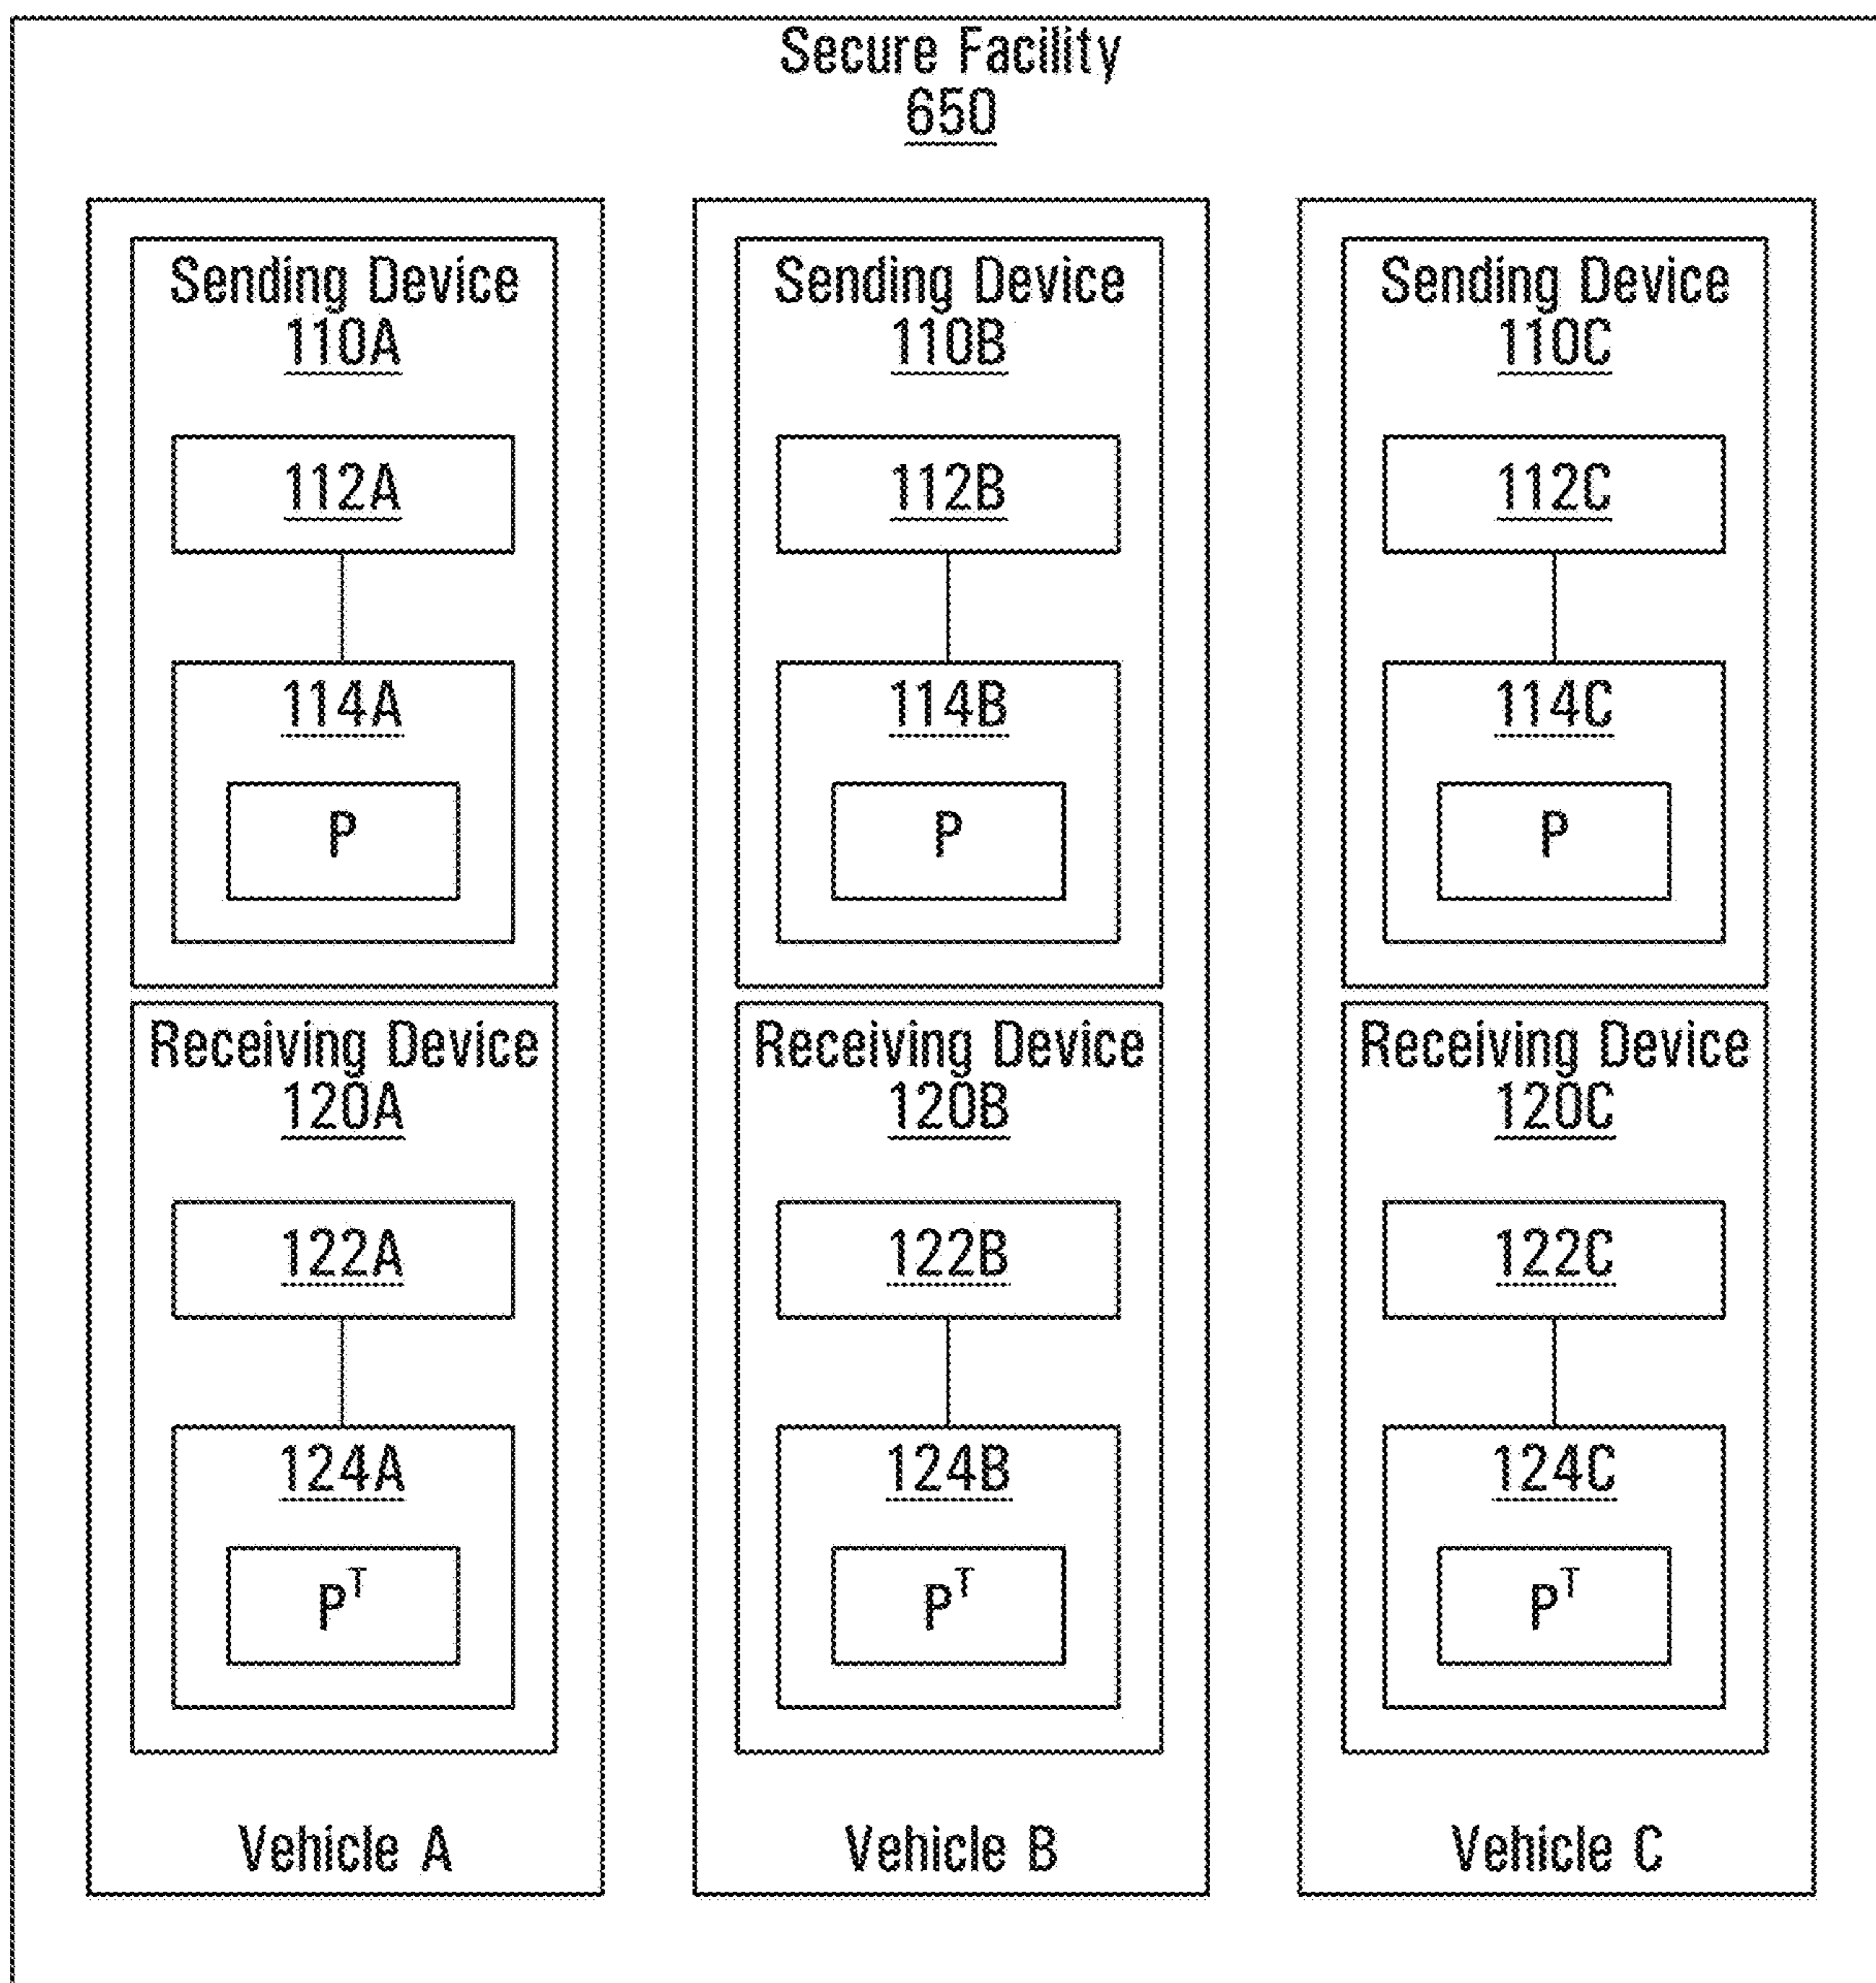 Secure Facility
650
Sending Device
110A
112A
114A
P
Receiving Device
120A
122A
124A
P^T
Vehicle A
Sending Device
110B
112B
114B
P
Receiving Device
120B
122B
124B
P^T
Vehicle B
Sending Device
110C
112C
114C
P
Receiving Device
120C
122C
124C
P^T
Vehicle C